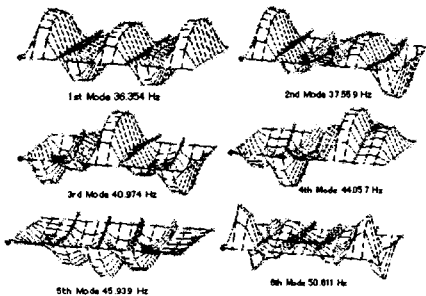 1st Mode 36.354 Hz
2nd Mode 37.569 Hz
3rd Mode 40.974 Hz
4th Mode 44.057 Hz
5th Mode 45.939 Hz
6th Mode 50.611 Hz